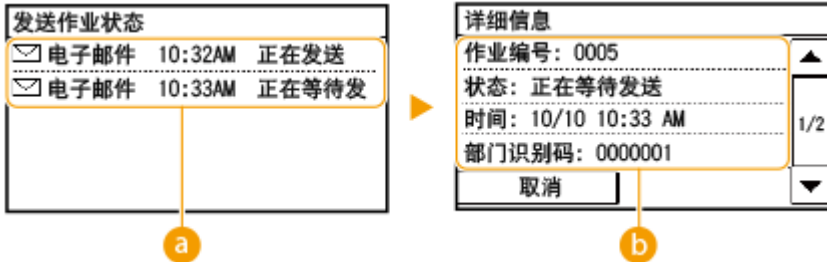 发送作业状态
电子邮件 10:32AM 正在发送
电子邮件 10:33AM 正在等待发
a
详细信息
作业编号: 0005
状态: 正在等待发送
时间: 10/10 10:33 AM
部门识别码: 0000001
1/2
取消
b